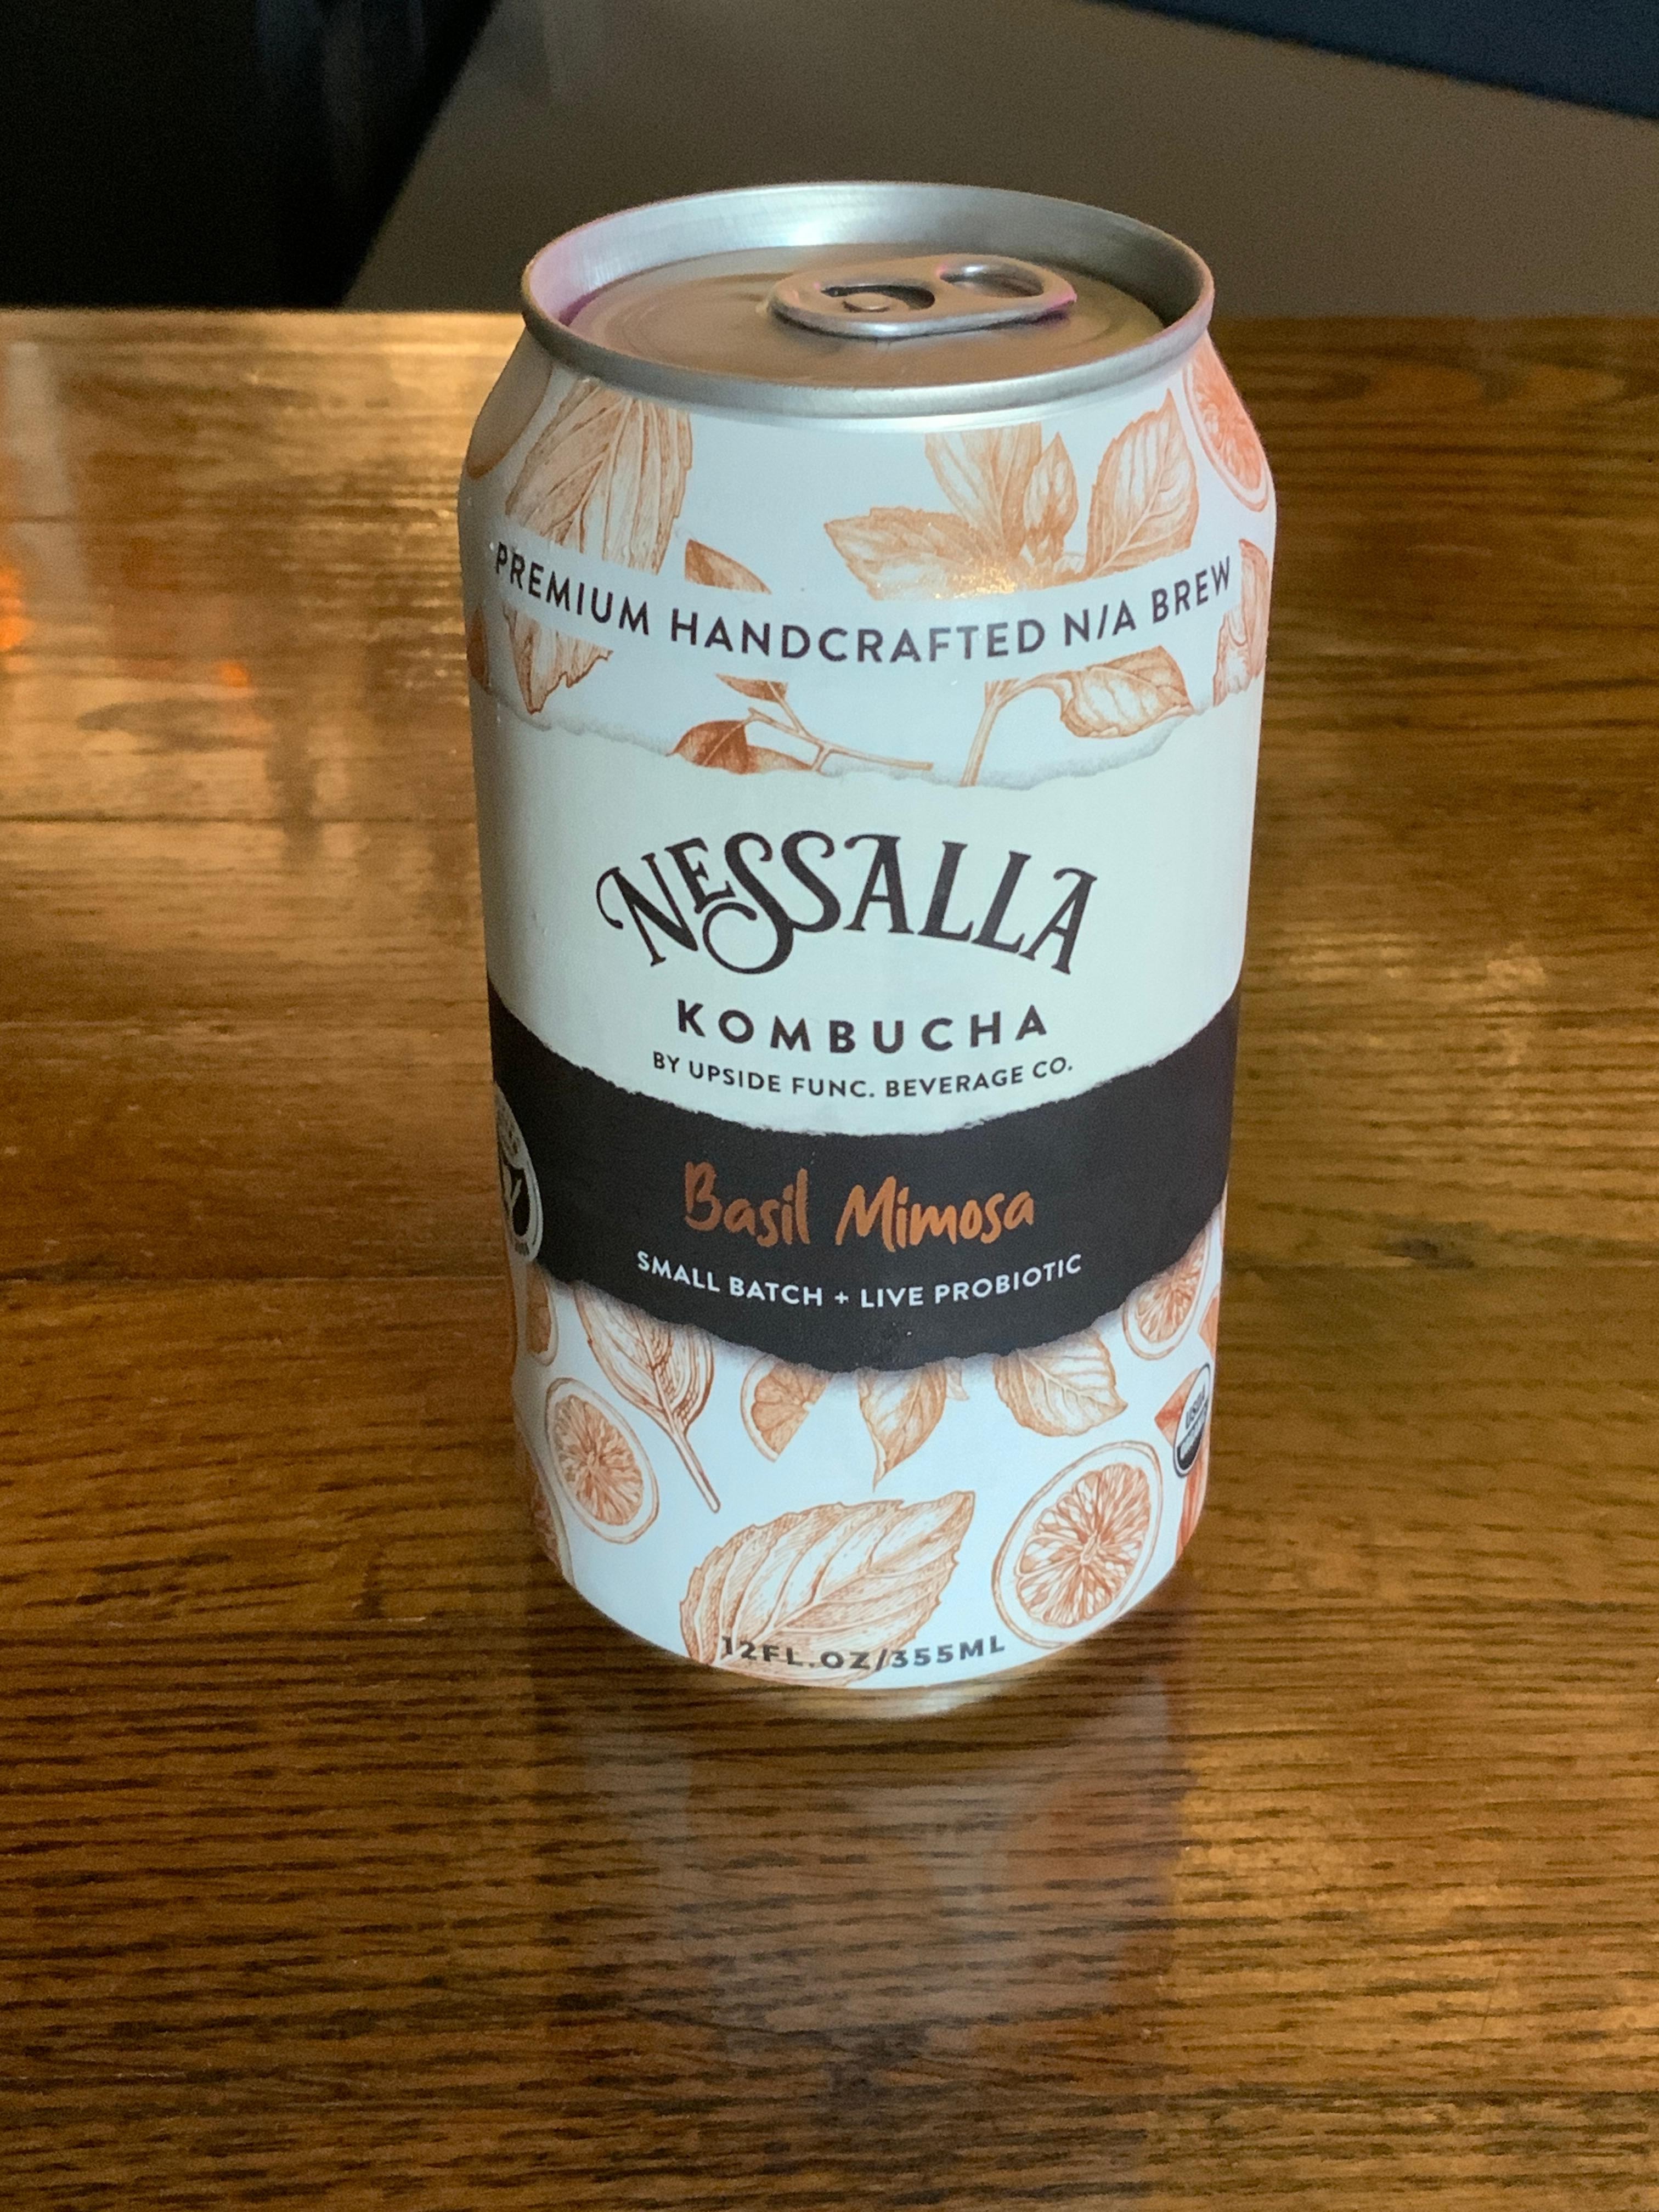 PREMIUM HANDCRAFTED N/A BREW
NESSALLA
KOMBUCHA
BY UPSIDE FUNC. BEVERAGE CO.
Basil Mimosa
SMALL BATCH + LIVE PROBIOTIC
USDA
12FL.OZ/355ML